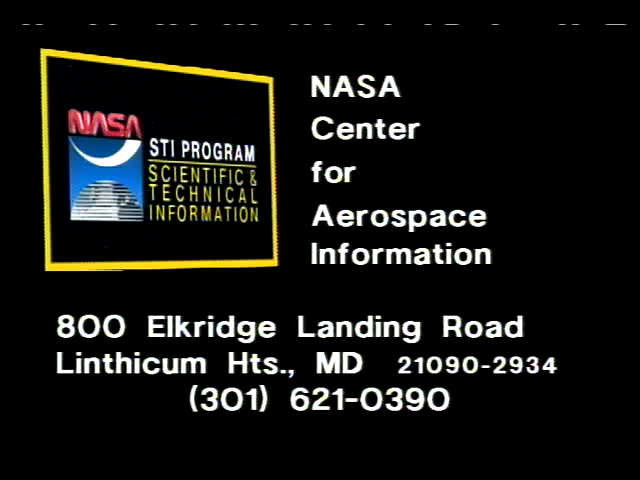 NASA
STI PROGRAM
SCIENTIFIC &
TECHNICAL
INFORMATION
NASA
Center
for
Aerospace
Information
800 Elkridge Landing Road
Linthicum Hts., MD 21090-2934
(301) 621-0390